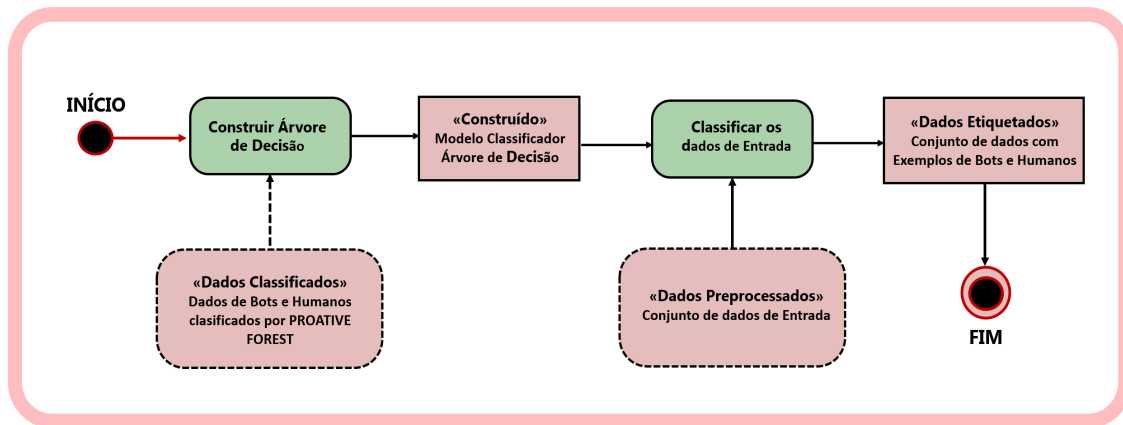 INÍCIO
Construir Árvore
de Decisão
«Construído»
Modelo Classificador
Árvore de Decisão
Classificar os
dados de Entrada
«Dados Etiquetados»
Conjunto de dados com
Exemplos de Bots e Humanos
«Dados Classificados»
Dados de Bots e Humanos
clasificados por PROATIVE
FOREST
«Dados Preprocessados»
Conjunto de dados de Entrada
FIM